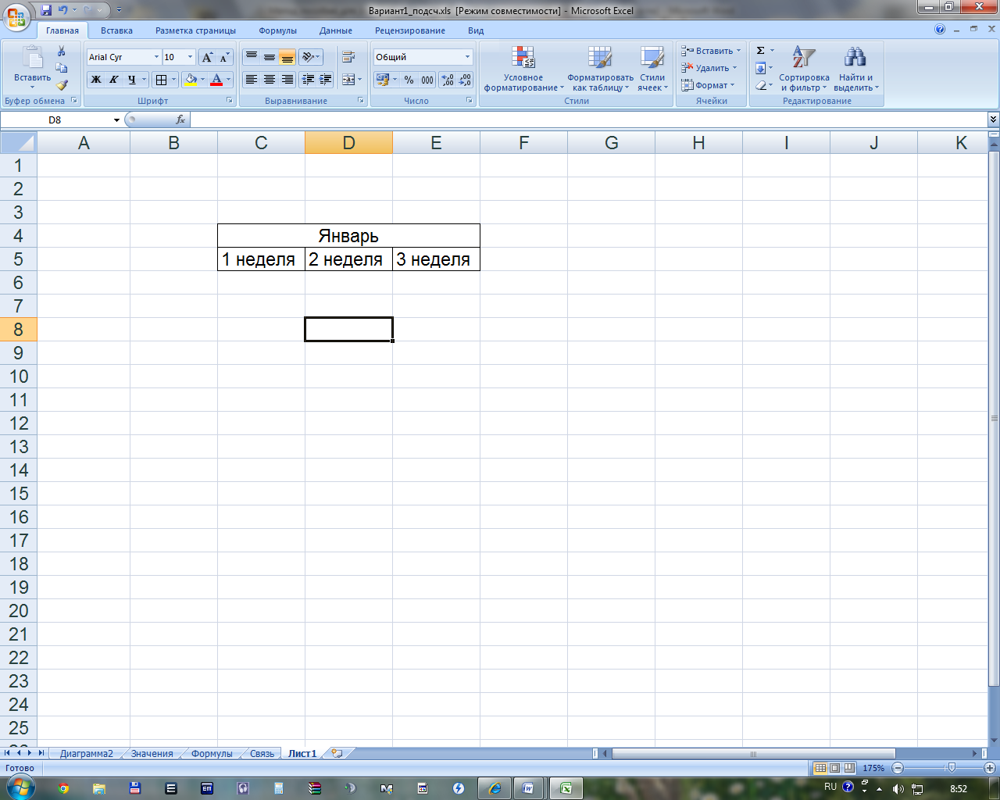 Вариант1_подсч.xls [Режим совместимости] - Microsoft Excel
Главная Вставка Разметка страницы Формулы Данные Рецензирование Вид
Вставить
Буфер обмена
Arial Cyr 10
Ж К Ч
Шрифт
Выравнивание
Общий
% 000
Число
Условное форматирование
Форматировать как таблицу
Стили ячеек
Стили
Вставить
Удалить
Формат
Ячейки
Σ
Сортировка и фильтр
Найти и выделить
Редактирование
D8 fx
A B C D E F G H I J K
1
2
3
4 Январь
5 1 неделя 2 неделя 3 неделя
6
7
8
9
10
11
12
13
14
15
16
17
18
19
20
21
22
23
24
25
Диаграмма2 Значения Формулы Связь Лист1
Готово 175%
RU 8:52